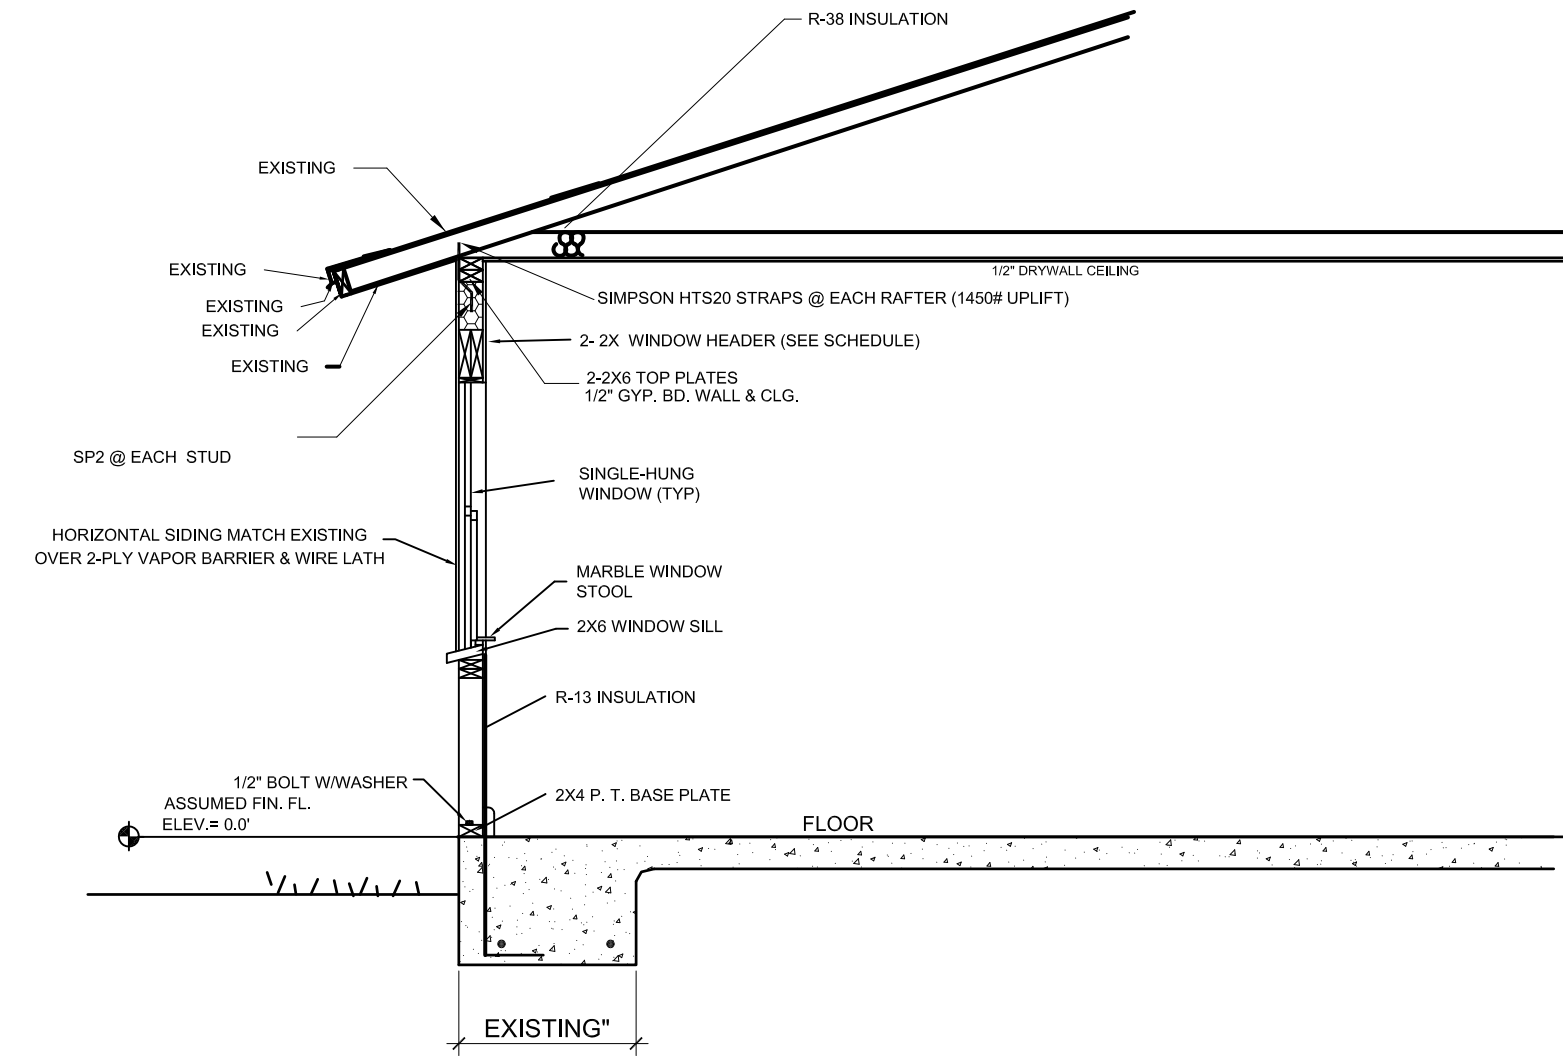 R-38 INSULATION
EXISTING
EXISTING
1/2" DRYWALL CEILING
SIMPSON HTS20 STRAPS @ EACH RAFTER (1450# UPLIFT)
EXISTING
EXISTING
2- 2X WINDOW HEADER (SEE SCHEDULE)
EXISTING
2-2X6 TOP PLATES
1/2" GYP. BD. WALL & CLG.
SP2 @ EACH STUD
SINGLE-HUNG
WINDOW (TYP)
HORIZONTAL SIDING MATCH EXISTING
OVER 2-PLY VAPOR BARRIER & WIRE LATH
MARBLE WINDOW
STOOL
2X6 WINDOW SILL
R-13 INSULATION
1/2" BOLT W/WASHER
2X4 P. T. BASE PLATE
ASSUMED FIN. FL.
ELEV.= 0.0'
FLOOR
EXISTING"